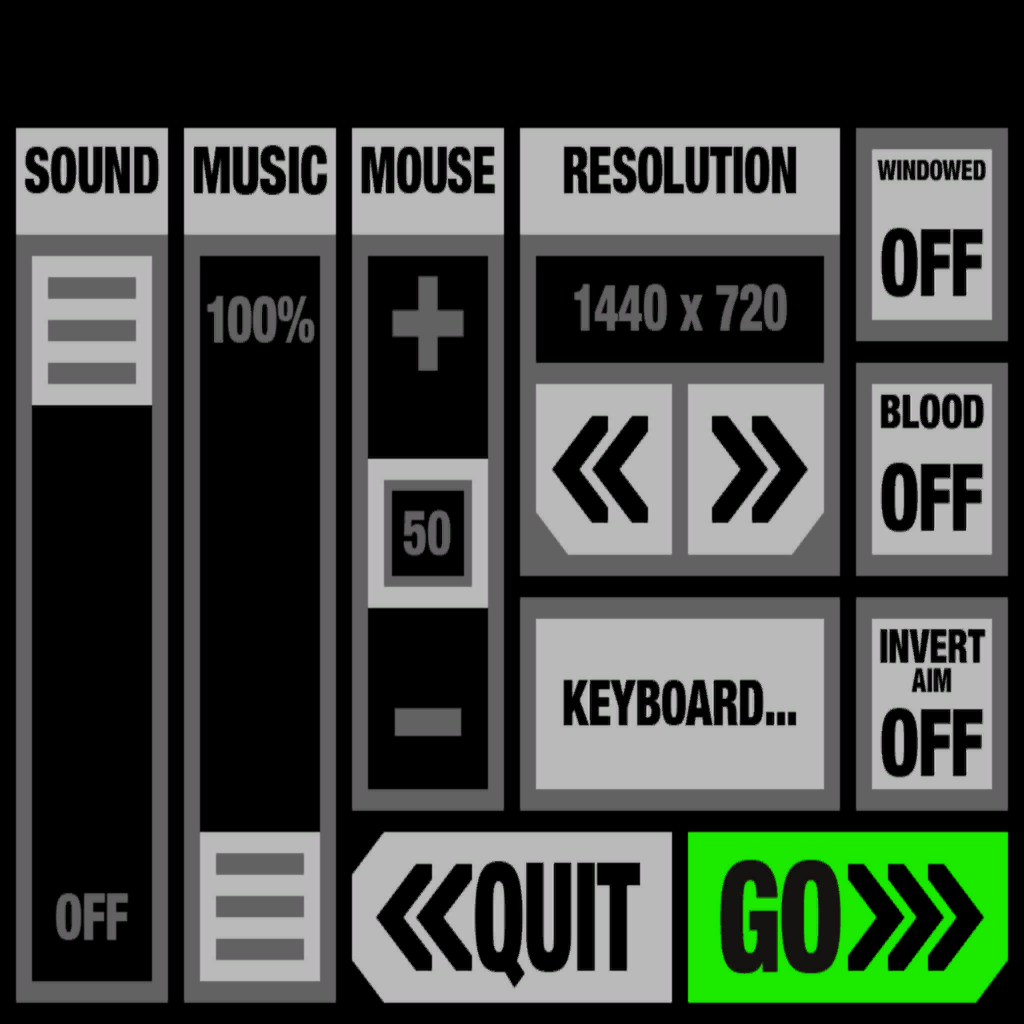 SOUND
OFF
MUSIC
100%
MOUSE
50
RESOLUTION
1440 x 720
KEYBOARD...
WINDOWED
OFF
BLOOD
OFF
INVERT
AIM
OFF
QUIT
GO